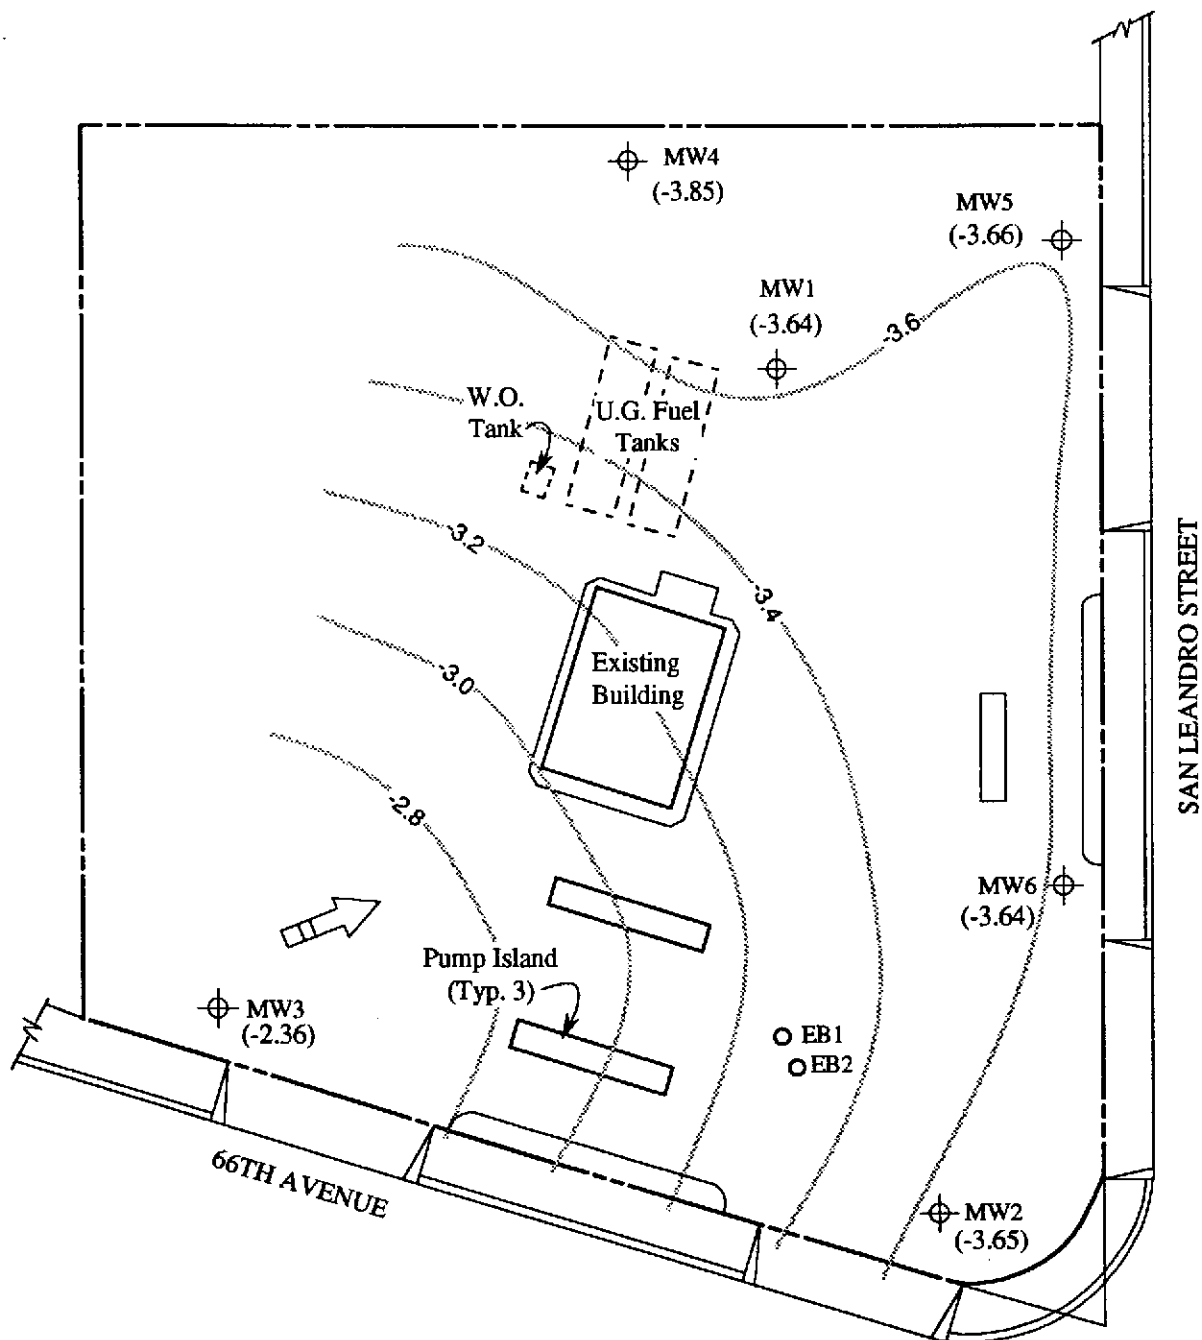 MW4
(-3.85)
MW5
(-3.66)
MW1
(-3.64)
-3.6
W.O.
Tank
U.G. Fuel
Tanks
-3.2
-3.4
Existing
Building
-3.0
SAN LEANDRO STREET
-2.8
MW6
(-3.64)
Pump Island
(Typ. 3)
MW3
(-2.36)
EB1
EB2
66TH AVENUE
MW2
(-3.65)